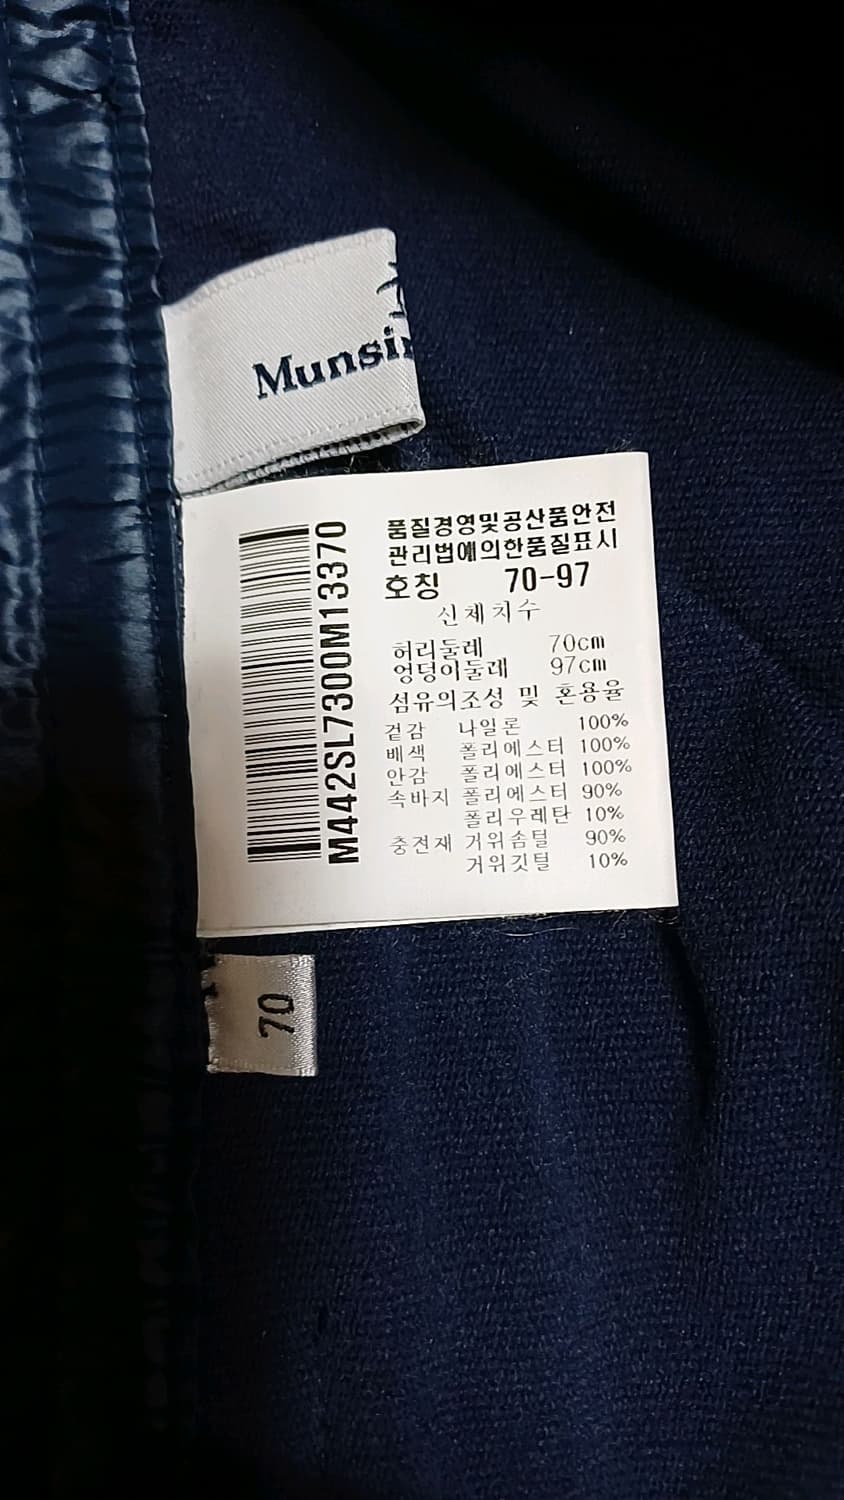 Munsin
품질경영및공산품안전
관리법에의한품질표시
호칭 70-97
신체치수
허리둘레 70cm
엉덩이둘레 97cm
섬유의조성 및 혼용율
겉감 나일론 100%
배색 폴리에스터 100%
안감 폴리에스터 100%
속바지 폴리에스터 90%
폴리우레탄 10%
충전재 거위솜털 90%
거위깃털 10%
M442SL7300M13370
70